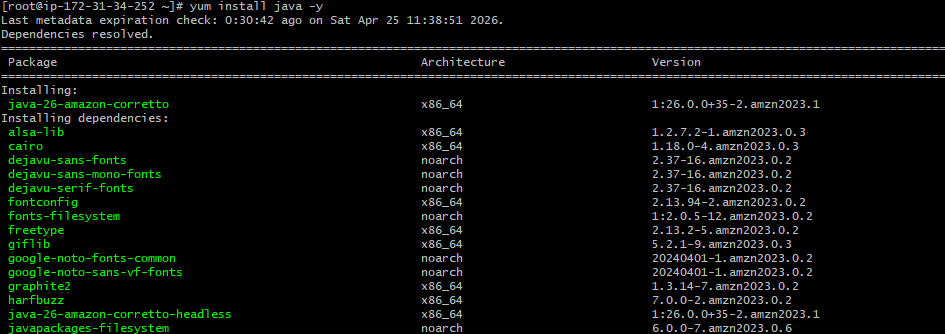 [root@ip-172-31-34-252 ~]# yum install java -y
Last metadata expiration check: 0:30:42 ago on Sat Apr 25 11:38:51 2026.
Dependencies resolved.
================================================================================
Package Architecture Version
================================================================================
Installing:
java-26-amazon-corretto x86_64 1:26.0.0+35-2.amzn2023.1
Installing dependencies:
alsa-lib x86_64 1.2.7.2-1.amzn2023.0.3
cairo x86_64 1.18.0-4.amzn2023.0.3
dejavu-sans-fonts noarch 2.37-16.amzn2023.0.2
dejavu-sans-mono-fonts noarch 2.37-16.amzn2023.0.2
dejavu-serif-fonts noarch 2.37-16.amzn2023.0.2
fontconfig x86_64 2.13.94-2.amzn2023.0.2
fonts-filesystem noarch 1:2.0.5-12.amzn2023.0.2
freetype x86_64 2.13.2-5.amzn2023.0.2
giflib x86_64 5.2.1-9.amzn2023.0.3
google-noto-fonts-common noarch 20240401-1.amzn2023.0.2
google-noto-sans-vf-fonts noarch 20240401-1.amzn2023.0.2
graphite2 x86_64 1.3.14-7.amzn2023.0.2
harfbuzz x86_64 7.0.0-2.amzn2023.0.2
java-26-amazon-corretto-headless x86_64 1:26.0.0+35-2.amzn2023.1
javapackages-filesystem noarch 6.0.0-7.amzn2023.0.6